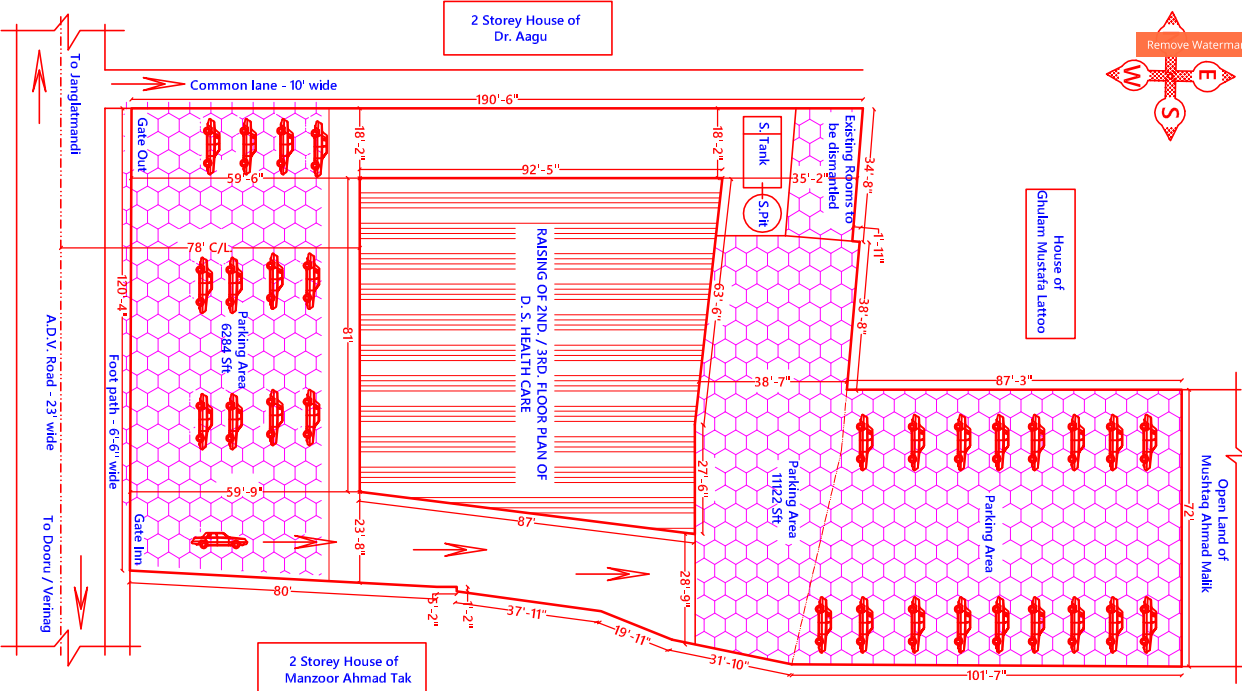 2 Storey House of
Dr. Aagu
Remove Watermar
W
E
S
To Janglatmandi
Common lane - 10' wide
190'-6"
Gate Out
18'-2"
18'-2"
S. Tank
S.Pit
Existing Rooms to
be dismantled
34'-8"
59'-6"
92'-5"
35'-2"
1'-11"
House of
Ghulam Mustafa Lattoo
78' C/L
120'-4"
Parking Area
6284 Sft
81'
RAISING OF 2ND. / 3RD. FLOOR PLAN OF
D. S. HEALTH CARE
63'-6"
38'-8"
38'-7"
87'-3"
A.D.V. Road - 23' wide
Foot path - 6'-6" wide
27'-6"
Parking Area
11122 Sft
Parking Area
72'
Open Land of
Mushtaq Ahmad Malik
59'-9"
Gate Inn
23'-8"
87'
28'-9"
To Dooru / Verinag
80'
5'-2"
-2"
37'-11"
19'-11"
31'-10"
101'-7"
2 Storey House of
Manzoor Ahmad Tak